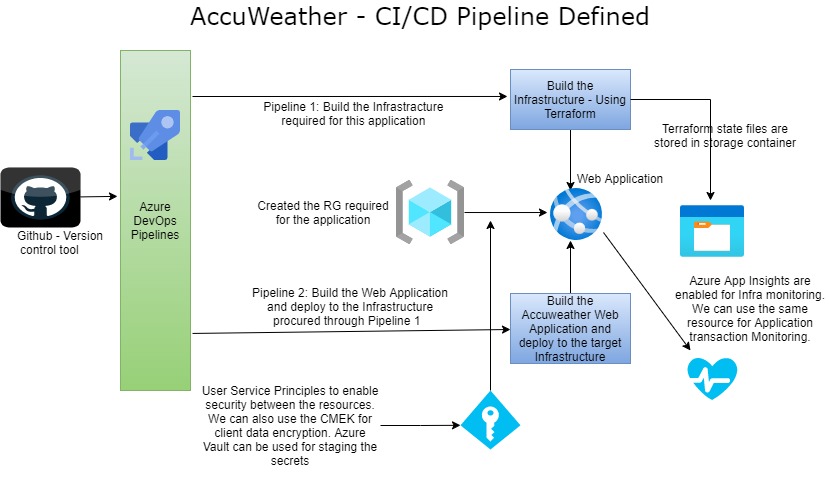 AccuWeather - CI/CD Pipeline Defined
Build the
Infrastructure - Using
Terraform
Pipeline 1: Build the Infrastracture
required for this application
Terraform state files are
stored in storage container
Web Application
Azure
DevOps
Pipelines
Created the RG required
for the application
Github - Version
control tool
Azure App Insights are
enabled for Infra monitoring.
We can use the same
resource for Application
transaction Monitoring.
Pipeline 2: Build the Web Application
and deploy to the Infrastructure
procured through Pipeline 1
Build the
Accuweather Web
Application and
deploy to the target
Infrastructure
User Service Principles to enable
security between the resources.
We can also use the CMEK for
client data encryption. Azure
Vault can be used for staging the
secrets